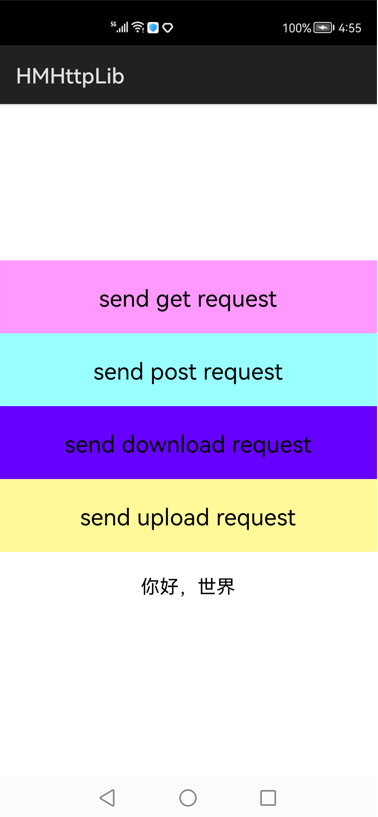 5G 100% 4:55
HMHttpLib
send get request
send post request
send download request
send upload request
你好，世界